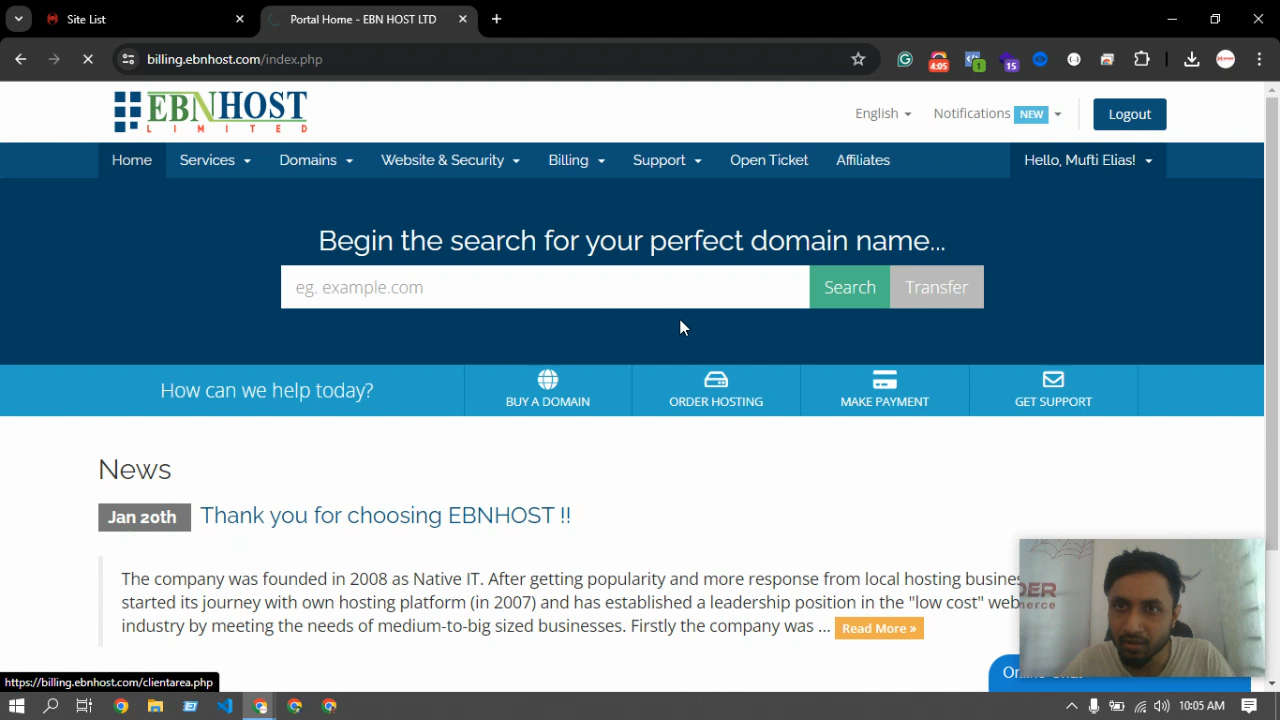 Site List
Portal Home - EBN HOST LTD
billing.ebnhost.com/index.php
4:05
1
15
EBNHOST
LIMITED
English
Notifications NEW
Logout
Home
Services
Domains
Website & Security
Billing
Support
Open Ticket
Affiliates
Hello, Mufti Elias!
Begin the search for your perfect domain name...
eg. example.com
Search
Transfer
How can we help today?
BUY A DOMAIN
ORDER HOSTING
MAKE PAYMENT
GET SUPPORT
News
Jan 20th
Thank you for choosing EBNHOST !!
The company was founded in 2008 as Native IT. After getting popularity and more response from local hosting
started its journey with own hosting platform (in 2007) and has established a leadership position in the "low cost" web
industry by meeting the needs of medium-to-big sized businesses. Firstly the company was ... Read More »
https://billing.ebnhost.com/clientarea.php
10:05 AM